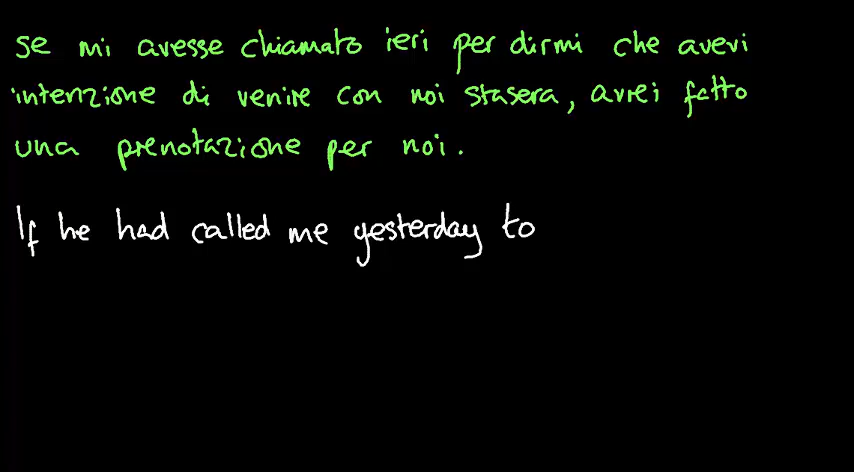 se mi avesse chiamato ieri per dirmi che avevi
intenzione di venire con noi stasera, avrei fatto
una prenotazione per noi.
If he had called me yesterday to